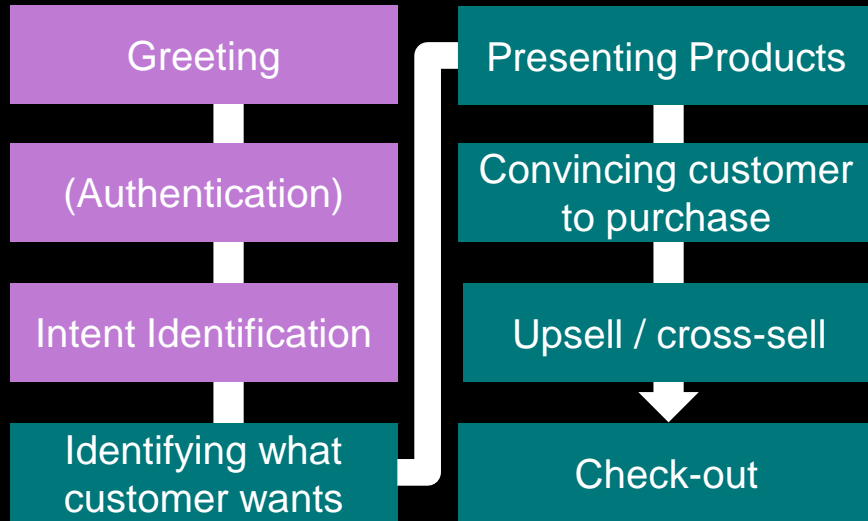 Greeting
(Authentication)
Intent Identification
Identifying what
customer wants
Presenting Products
Convincing customer
to purchase
Upsell / cross-sell
Check-out